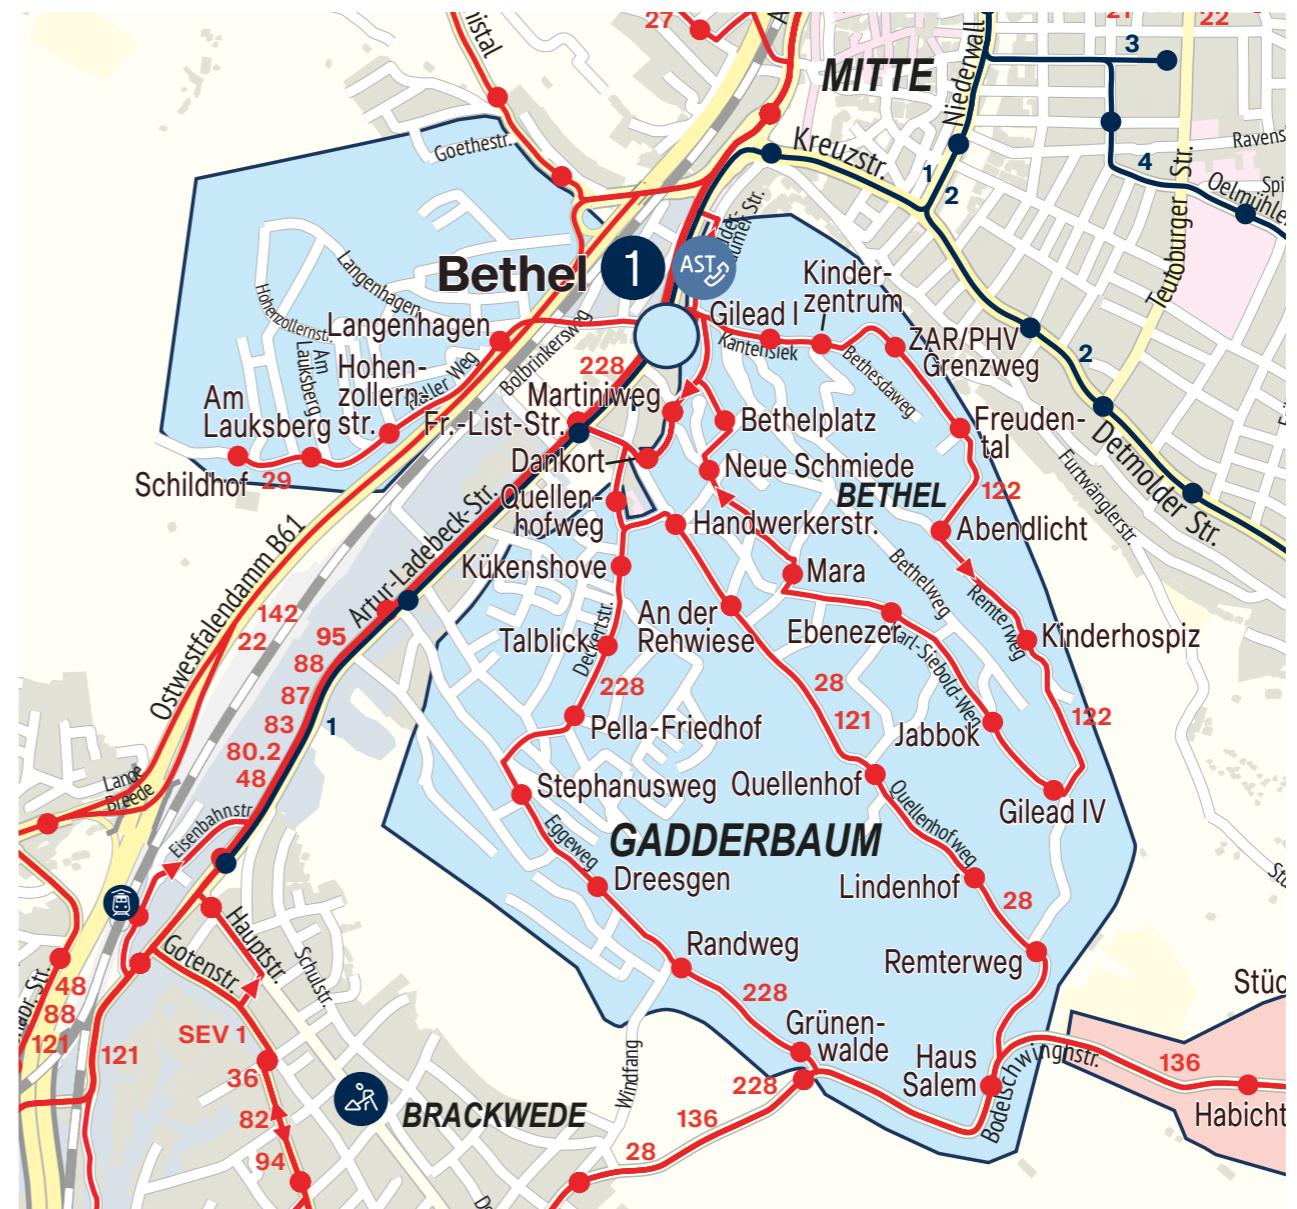 27
21
22
MITTE
Niederwall
3
Kreuzstr.
1
2
4
Ravens
Oelmühle
Teutoburger Str.
Goethestr.
Bethel
1
AST
Kinder-
zentrum
Gilead I
Kantensiek
ZAR/PHV
Grenzweg
Bethesdaweg
Langenhagen
Hohenzollernstr.
Langenhagen
Am
Lauksberg
Hohen-
zollern-
str.
Haller Weg
Bolbrinkersweg
228
Martiniweg
Fr.-List-Str.
Am
Lauksberg
Schildhof
29
Dankort
Bethelplatz
Neue Schmiede
BETHEL
Freuden-
tal
122
2
Detmolder Str.
Furtwänglerstr.
Quellen-
hofweg
Handwerkerstr.
Abendlicht
Artur-Ladebeck-Str.
Ostwestfalendamm B61
Kükenshove
Mara
Bethelweg
Remterweg
An der
Rehwiese
Ebenezer
Karl-Siebold-Weg
Kinderhospiz
142
22
95
88
87
83
80.2
48
1
Talblick
Deckertstr.
228
28
121
Pella-Friedhof
Jabbok
122
Stephanusweg
Quellenhof
Gilead IV
Lange
Breede
Eisenbahnstr.
Eggeweg
GADDERBAUM
Quellenhofweg
Dreesgen
Lindenhof
28
Hauptstr.
Gotenstr.
Schulstr.
Randweg
Remterweg
48
88
121
121
SEV 1
36
82
94
228
Grünen-
walde
Haus
Salem
Bodelschwinghstr.
136
Habicht
Stüc
Windfang
228
136
28
BRACKWEDE